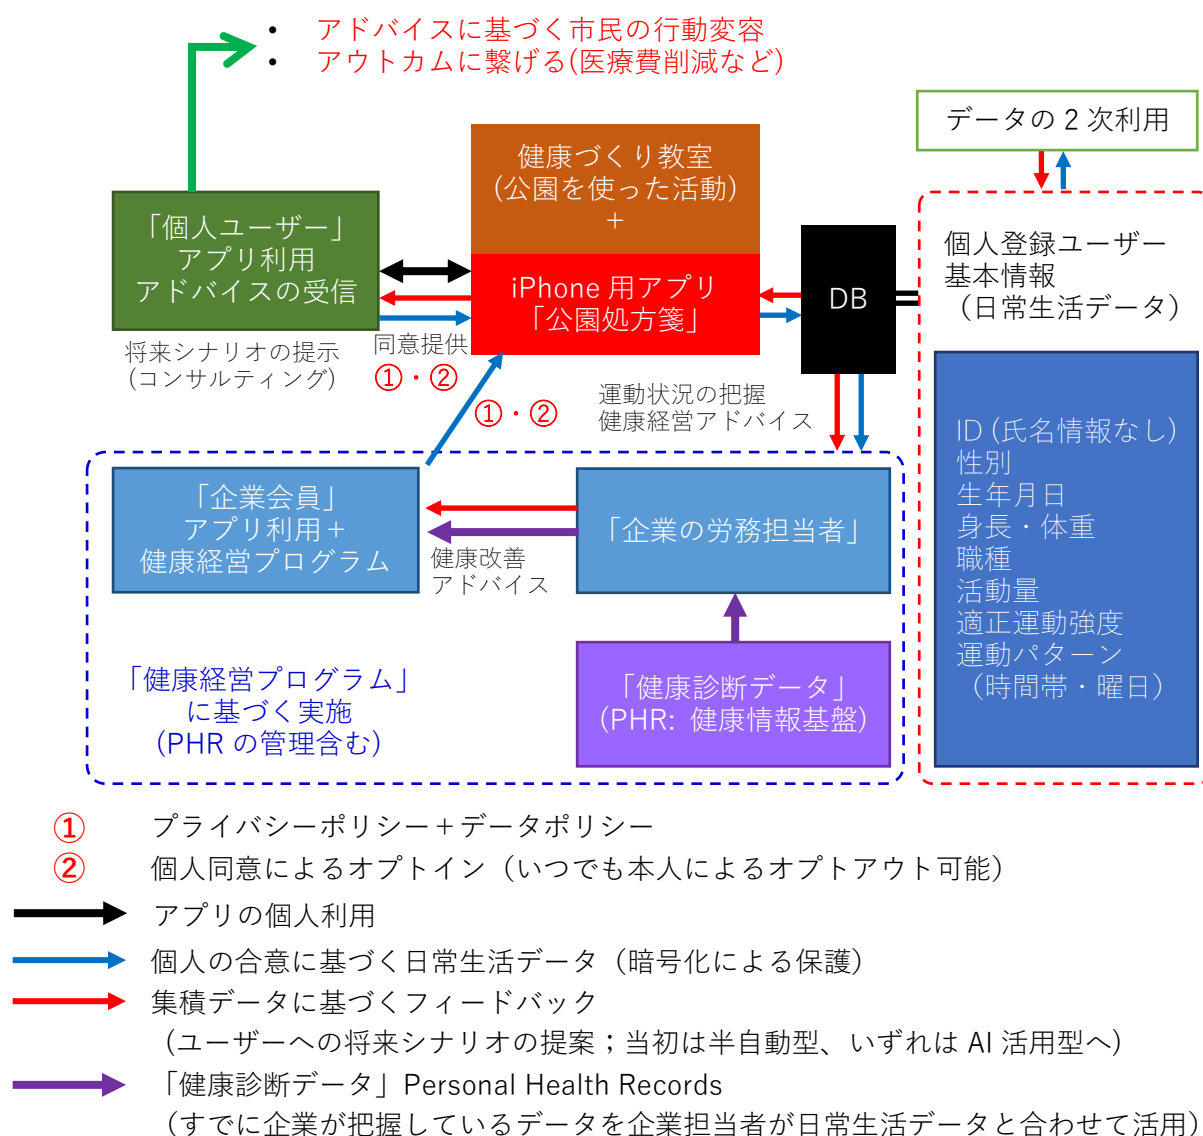 • アドバイスに基づく市民の行動変容
• アウトカムに繋げる(医療費削減など)
データの 2 次利用
健康づくり教室
(公園を使った活動)
+
iPhone 用アプリ
「公園処方箋」
「個人ユーザー」
アプリ利用
アドバイスの受信
将来シナリオの提示
(コンサルティング)
同意提供
①・②
①・②
DB
運動状況の把握
健康経営アドバイス
個人登録ユーザー
基本情報
（日常生活データ）
ID (氏名情報なし)
性別
生年月日
身長・体重
職種
活動量
適正運動強度
運動パターン
（時間帯・曜日）
「企業会員」
アプリ利用＋
健康経営プログラム
健康改善
アドバイス
「企業の労務担当者」
「健康診断データ」
(PHR: 健康情報基盤)
「健康経営プログラム」
に基づく実施
(PHR の管理含む)
① プライバシーポリシー＋データポリシー
② 個人同意によるオプトイン（いつでも本人によるオプトアウト可能）
アプリの個人利用
個人の合意に基づく日常生活データ（暗号化による保護）
集積データに基づくフィードバック
(ユーザーへの将来シナリオの提案；当初は半自動型、いずれは AI 活用型へ)
「健康診断データ」Personal Health Records
(すでに企業が把握しているデータを企業担当者が日常生活データと合わせて活用)